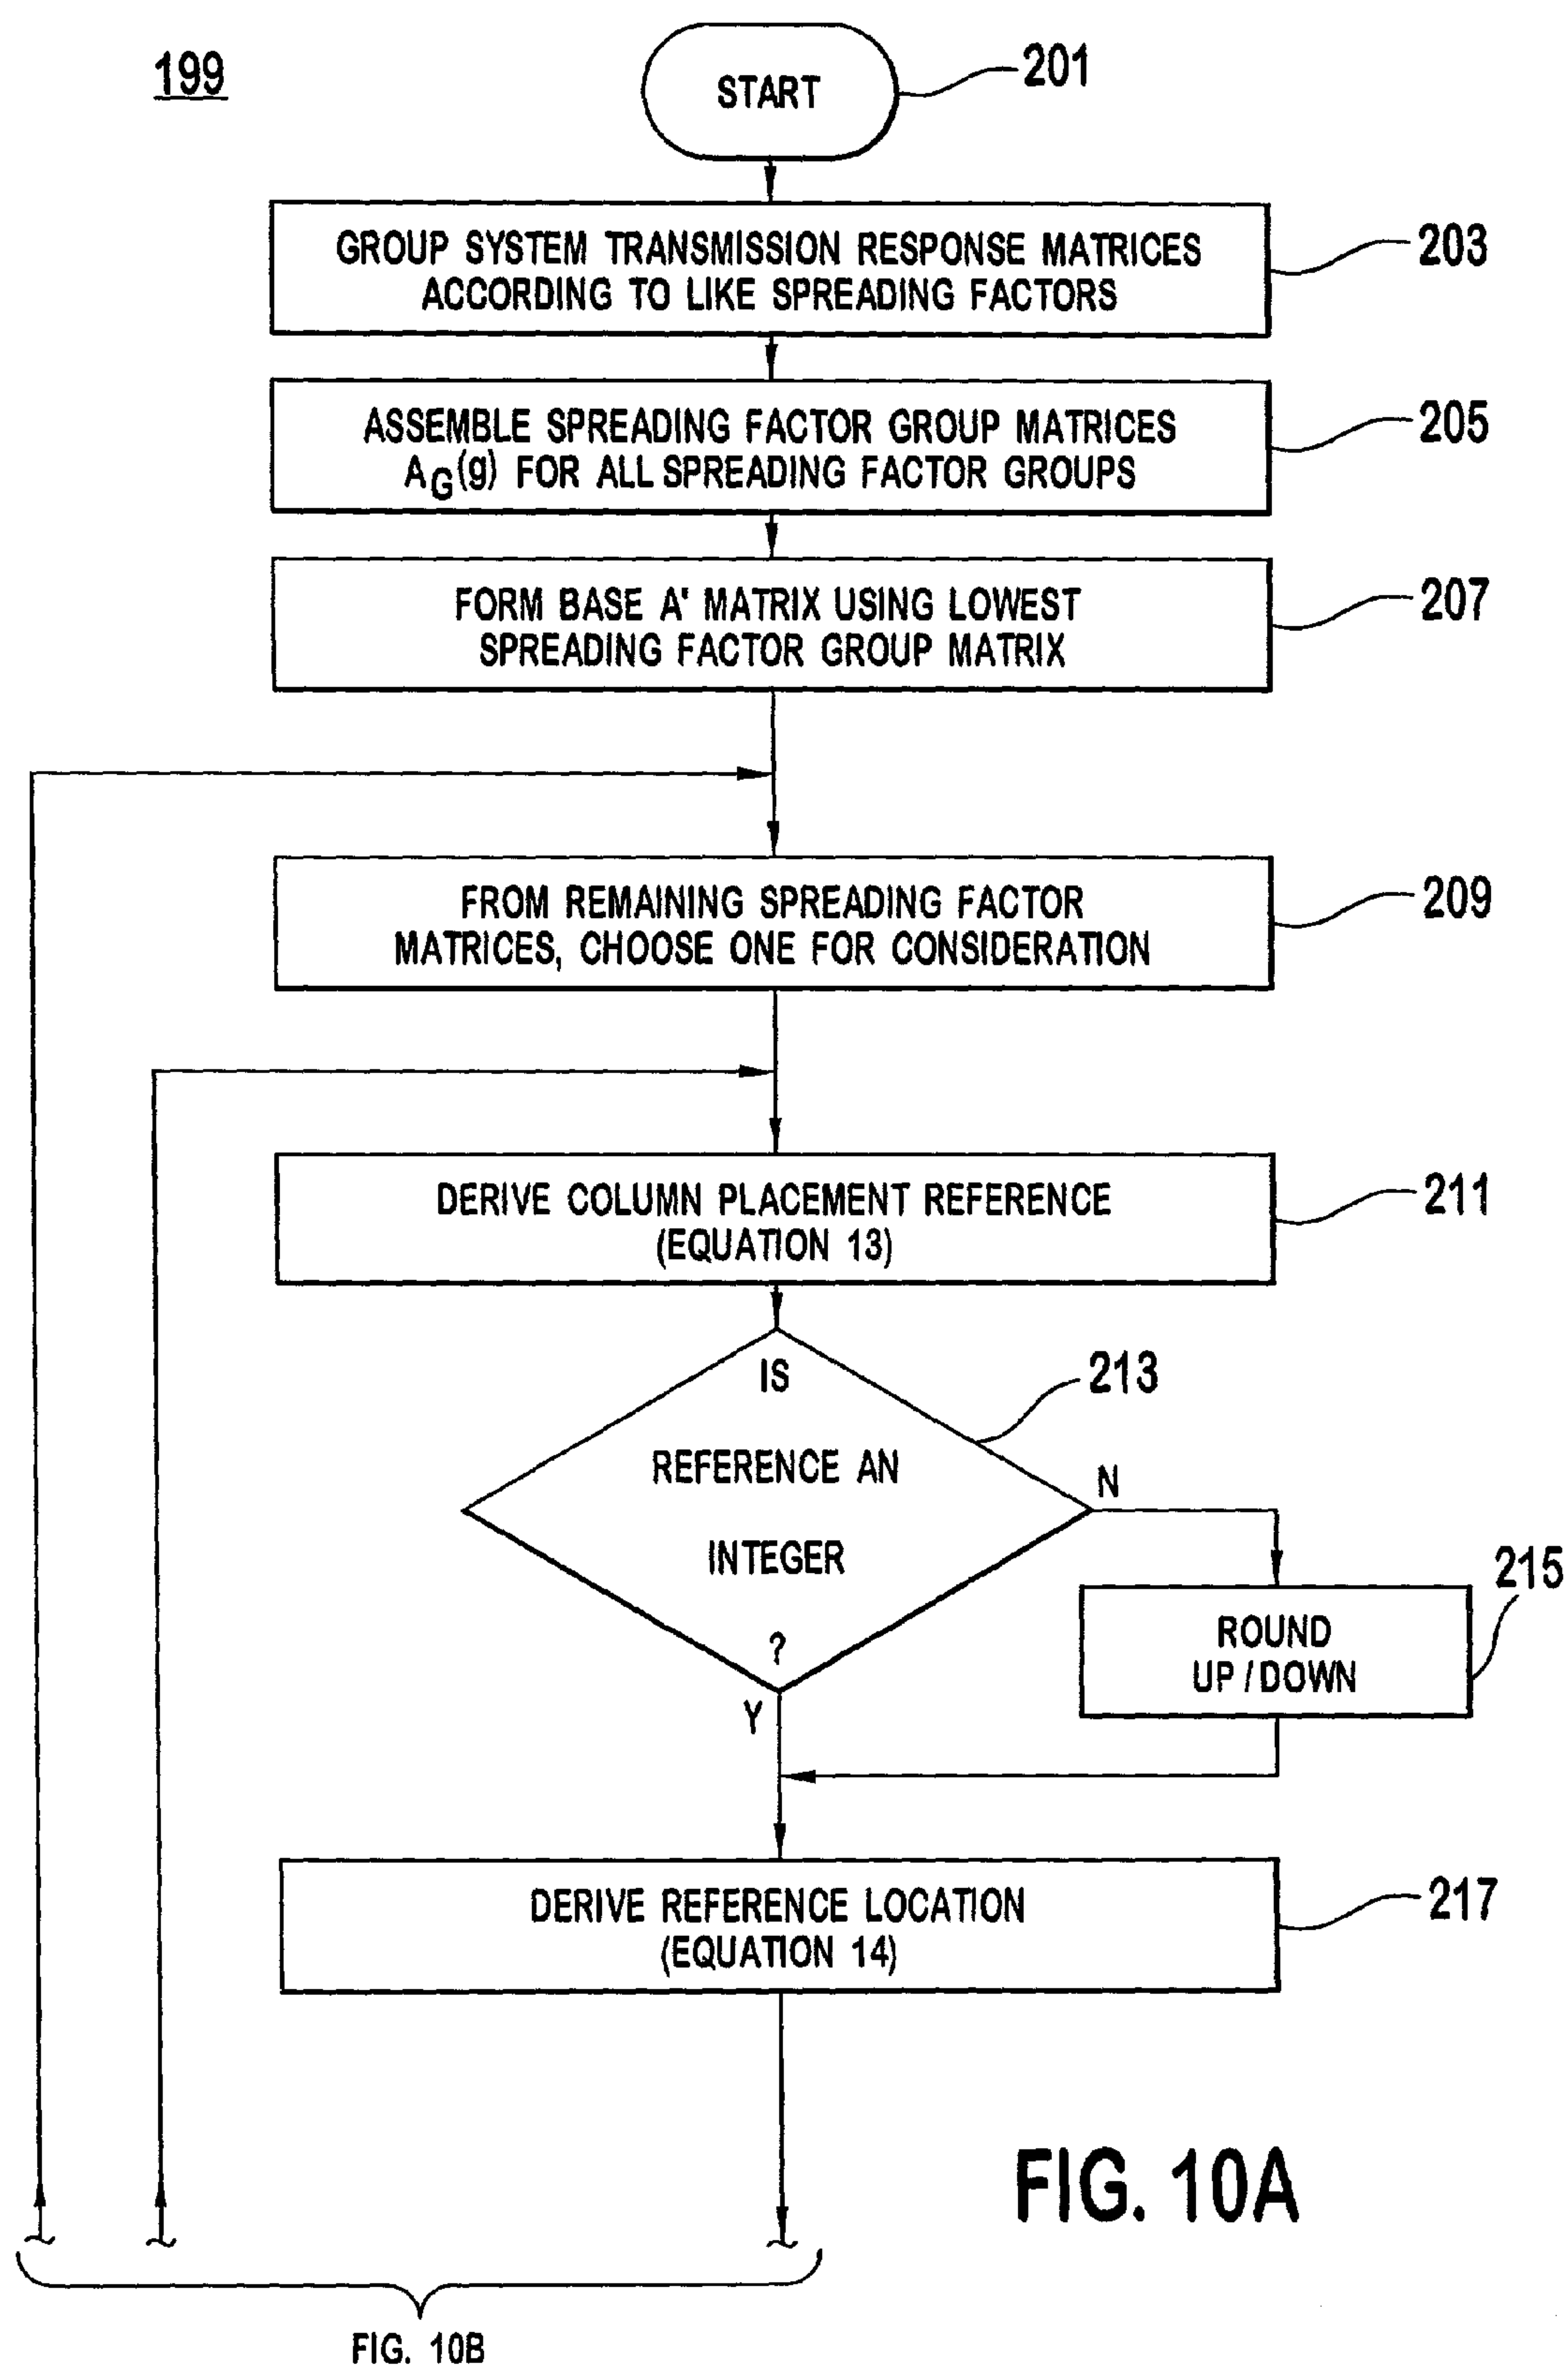 199
START
201
GROUP SYSTEM TRANSMISSION RESPONSE MATRICES
ACCORDING TO LIKE SPREADING FACTORS
203
ASSEMBLE SPREADING FACTOR GROUP MATRICES
AG(g) FOR ALL SPREADING FACTOR GROUPS
205
FORM BASE A' MATRIX USING LOWEST
SPREADING FACTOR GROUP MATRIX
207
FROM REMAINING SPREADING FACTOR
MATRICES, CHOOSE ONE FOR CONSIDERATION
209
DERIVE COLUMN PLACEMENT REFERENCE
(EQUATION 13)
211
IS
REFERENCE AN
INTEGER
?
213
N
Y
ROUND
UP/DOWN
215
DERIVE REFERENCE LOCATION
(EQUATION 14)
217
FIG. 10A
FIG. 10B